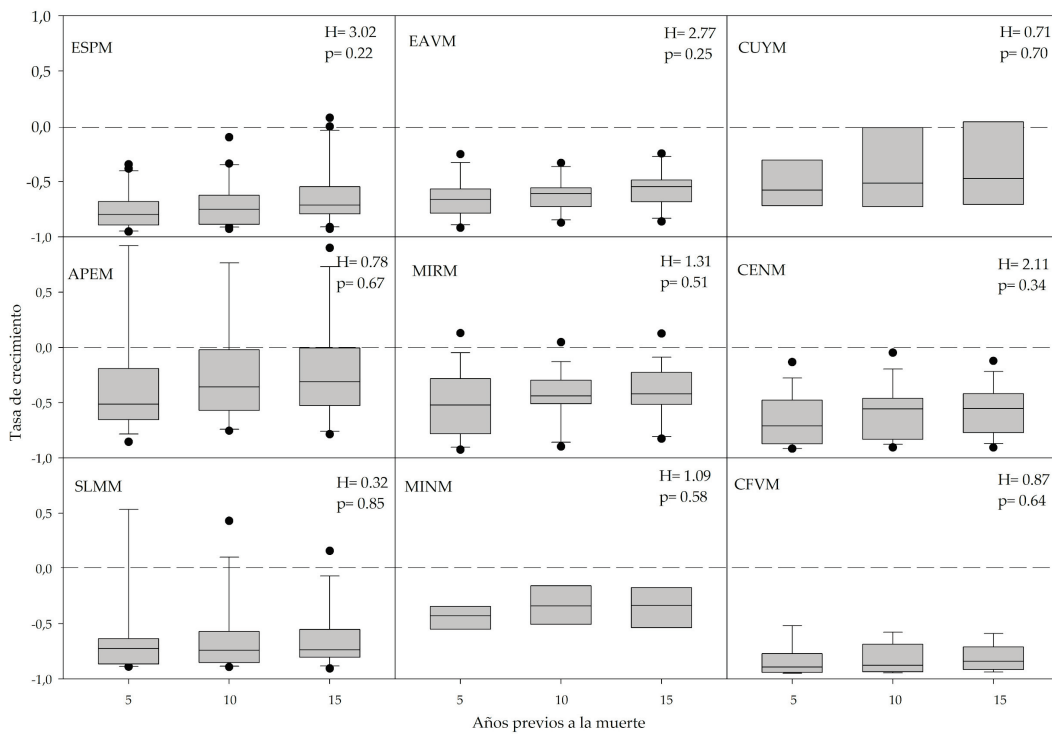 1,0
ESPM
H= 3.02
p= 0.22
EAVM
H= 2.77
p= 0.25
CUYM
H= 0.71
p= 0.70
0,5
0,0
-0,5
-1,0
APEM
H= 0.78
p= 0.67
MIRM
H= 1.31
p= 0.51
CENM
H= 2.11
p= 0.34
0,5
0,0
-0,5
-1,0
Tasa de crecimiento
SLMM
H= 0.32
p= 0.85
MINM
H= 1.09
p= 0.58
CFVM
H= 0.87
p= 0.64
0,5
0,0
-0,5
-1,0
5 10 15 5 10 15 5 10 15
Años previos a la muerte